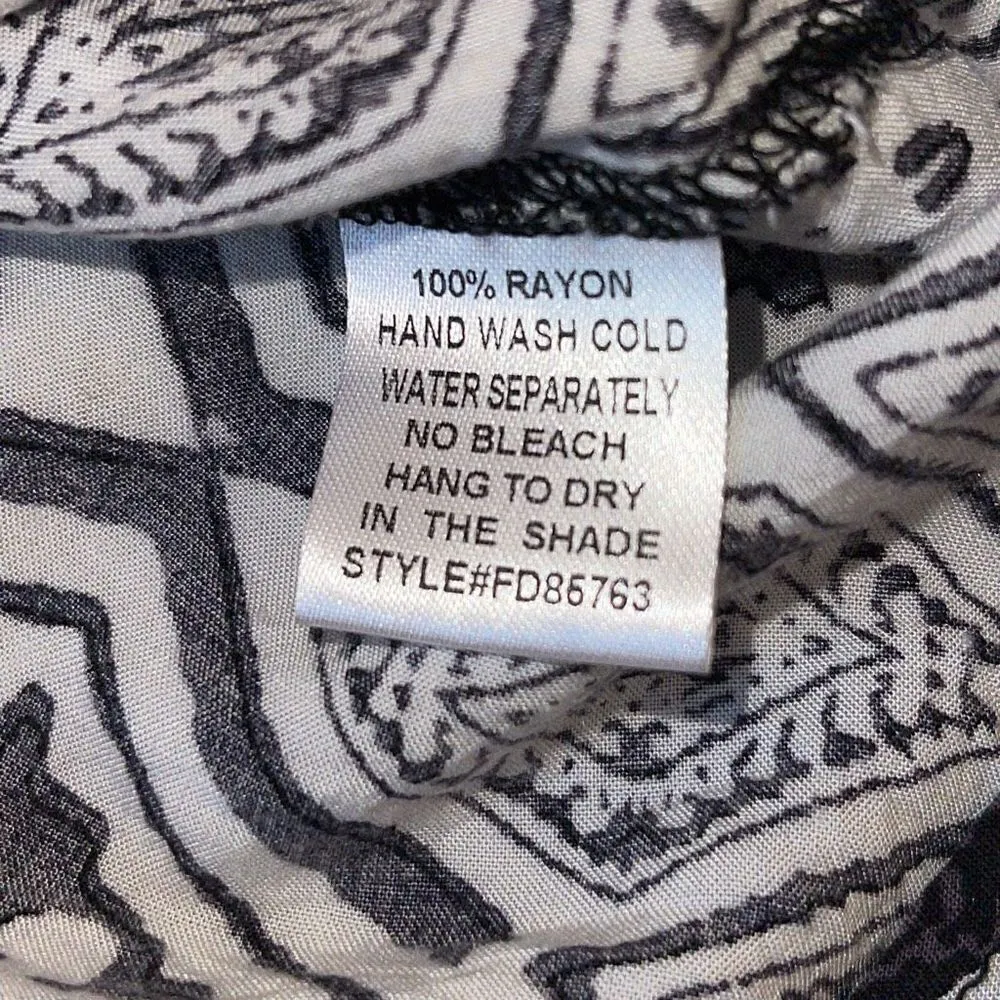 100% RAYON
HAND WASH COLD
WATER SEPARATELY
NO BLEACH
HANG TO DRY
IN THE SHADE
STYLE#FD85763